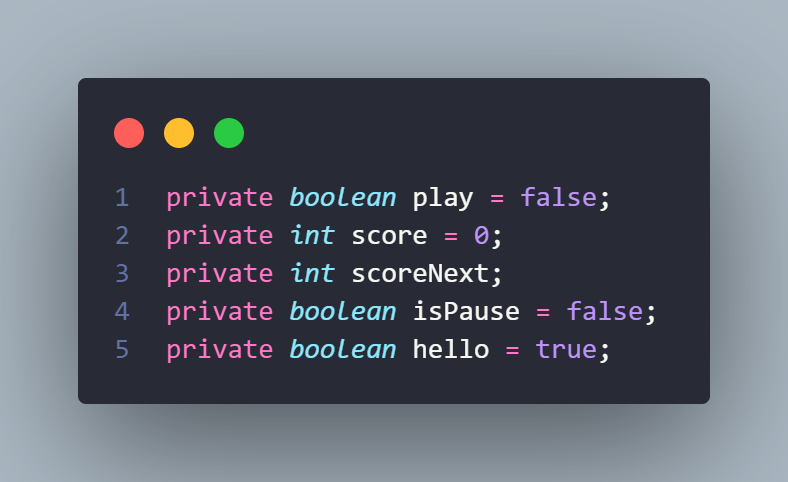 1 private boolean play = false;
2 private int score = 0;
3 private int scoreNext;
4 private boolean isPause = false;
5 private boolean hello = true;